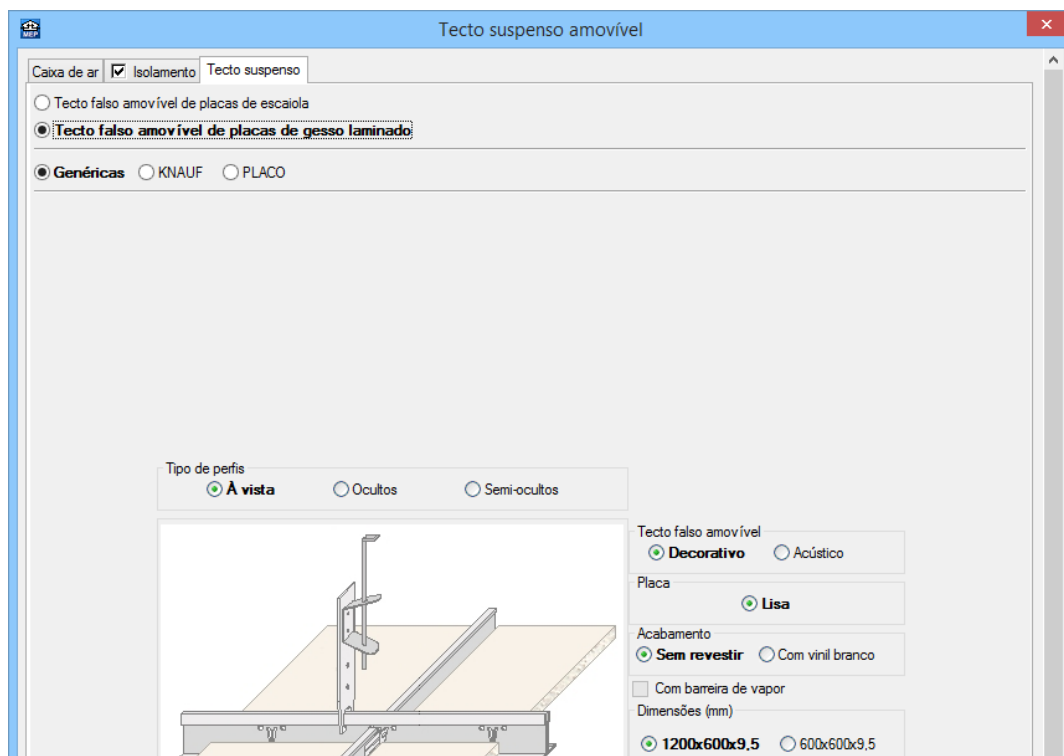 MEP
Tecto suspenso amovível
Caixa de ar Isolamento Tecto suspenso
Tecto falso amovível de placas de escaiola
Tecto falso amovível de placas de gesso laminado
Genéricas KNAUF PLACO
Tipo de perfis
À vista Ocultos Semi-ocultos
Tecto falso amovível
Decorativo Acústico
Placa
Lisa
Acabamento
Sem revestir Com vinil branco
Com barreira de vapor
Dimensões (mm)
1200x600x9,5 600x600x9,5